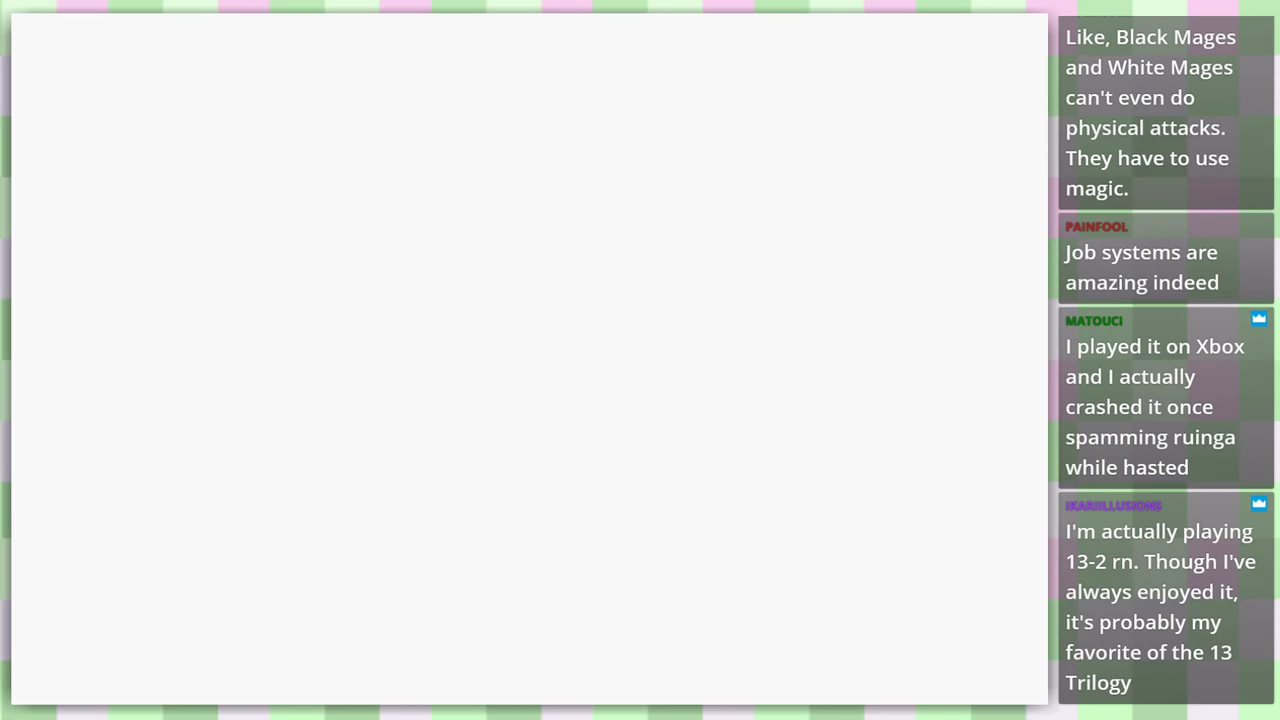 Like, Black Mages
and White Mages
can't even do
physical attacks.
They have to use
magic.
PAINFOOL
Job systems are
amazing indeed
MATOUCI
I played it on Xbox
and I actually
crashed it once
spamming ruinga
while hasted
IKARIILLUSIONS
I'm actually playing
13-2 rn. Though I've
always enjoyed it,
it's probably my
favorite of the 13
Trilogy